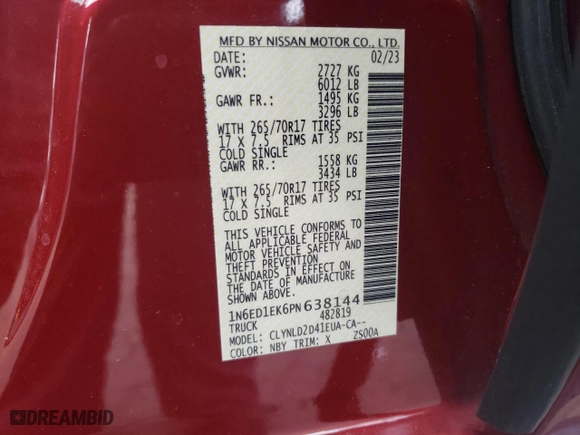 MFD BY NISSAN MOTOR CO., LTD.
DATE: 02/23
GVWR: 2727 KG
6012 LB
GAWR FR.: 1495 KG
3296 LB
WITH 265/70R17 TIRES
17 X 7.5 RIMS AT 35 PSI
COLD SINGLE
GAWR RR.: 1558 KG
3434 LB
WITH 265/70R17 TIRES
17 X 7.5 RIMS AT 35 PSI
COLD SINGLE
THIS VEHICLE CONFORMS TO
ALL APPLICABLE FEDERAL
MOTOR VEHICLE SAFETY AND
THEFT PREVENTION
STANDARDS IN EFFECT ON
THE DATE OF MANUFACTURE
SHOWN ABOVE.
1N6ED1EK6PN638144
TRUCK 482819
MODEL: CLYNLD2D41EUA-CA--
COLOR: NBY TRIM: X ZS00A
DREAMBID